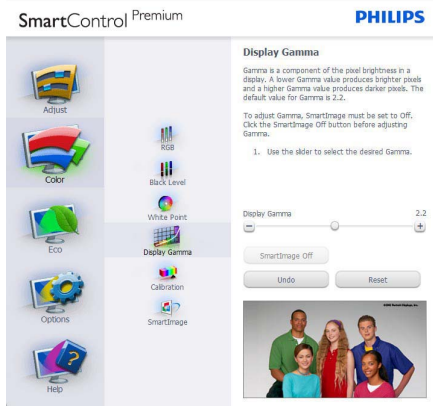 SmartControl Premium
PHILIPS
Adjust
Color
Eco
Options
Help
RGB
Black Level
White Point
Display Gamma
Calibration
SmartImage
Display Gamma
Gamma is a component of the pixel brightness in a
display. A lower Gamma value produces brighter pixels
and a higher Gamma value produces darker pixels. The
default value for Gamma is 2.2.
To adjust Gamma, SmartImage must be set to Off.
Click the SmartImage Off button before adjusting
Gamma.
1. Use the slider to select the desired Gamma.
Display Gamma 2.2
SmartImage Off
Undo Reset